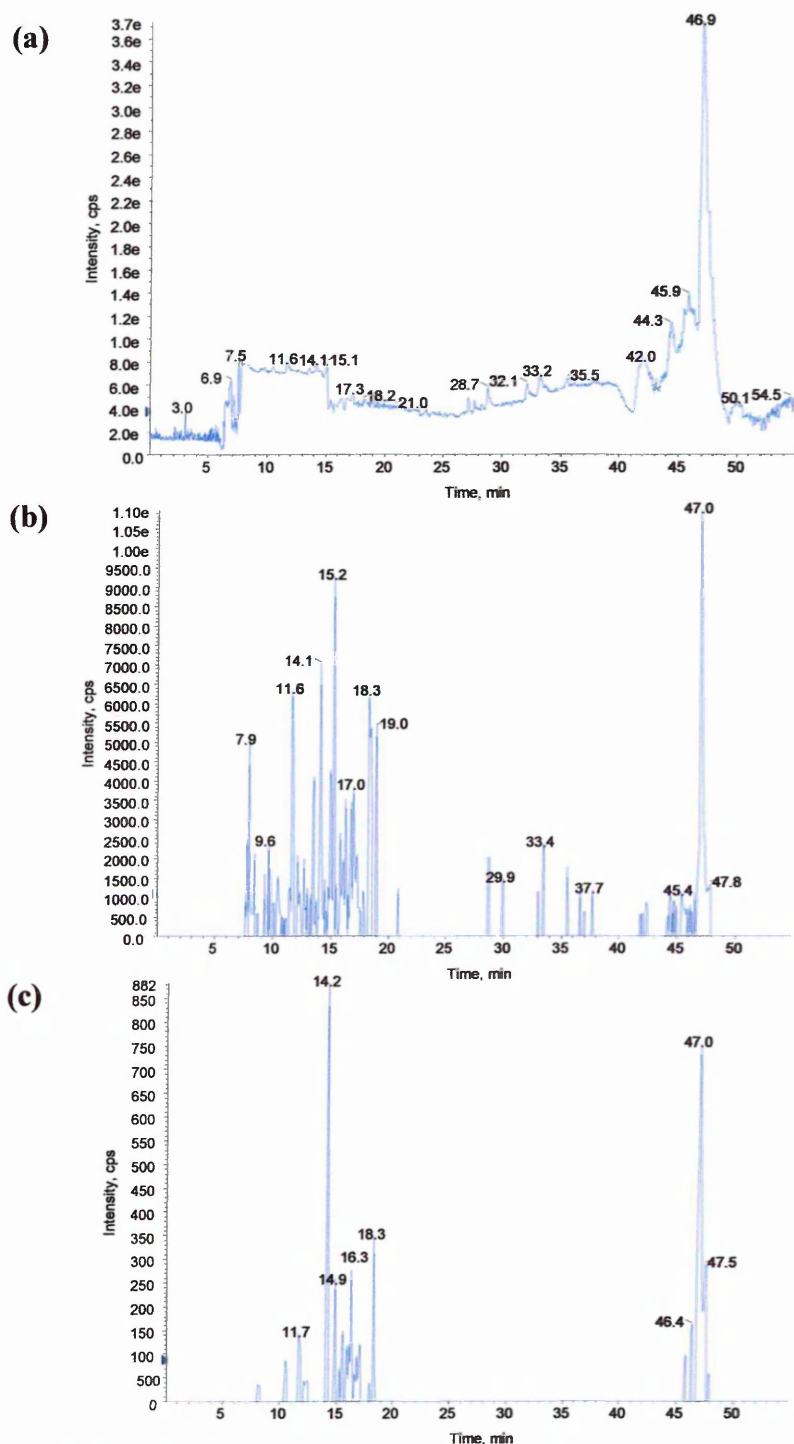 (a)
3.7e
3.6e
3.4e
3.2e
3.0e
2.8e
2.6e
2.4e
2.2e
2.0e
1.8e
1.6e
1.4e
1.2e
1.0e
8.0e
6.0e
4.0e
2.0e
0.0
Intensity, cps
3.0
6.9
7.5
11.6
14.1
15.1
17.3
18.2
21.0
28.7
32.1
33.2
35.5
42.0
44.3
45.9
46.9
50.1
54.5
5 10 15 20 25 30 35 40 45 50
Time, min
(b)
1.10e
1.05e
1.00e
9500.0
9000.0
8500.0
8000.0
7500.0
7000.0
6500.0
6000.0
5500.0
5000.0
4500.0
4000.0
3500.0
3000.0
2500.0
2000.0
1500.0
1000.0
500.0
0.0
Intensity, cps
7.9
9.6
11.6
14.1
15.2
17.0
18.3
19.0
29.9
33.4
37.7
45.4
47.0
47.8
5 10 15 20 25 30 35 40 45 50
Time, min
(c)
882
850
800
750
700
650
600
550
500
450
400
350
300
250
200
150
100
500
0
Intensity, cps
11.7
14.2
14.9
16.3
18.3
46.4
47.0
47.5
5 10 15 20 25 30 35 40 45 50
Time, min